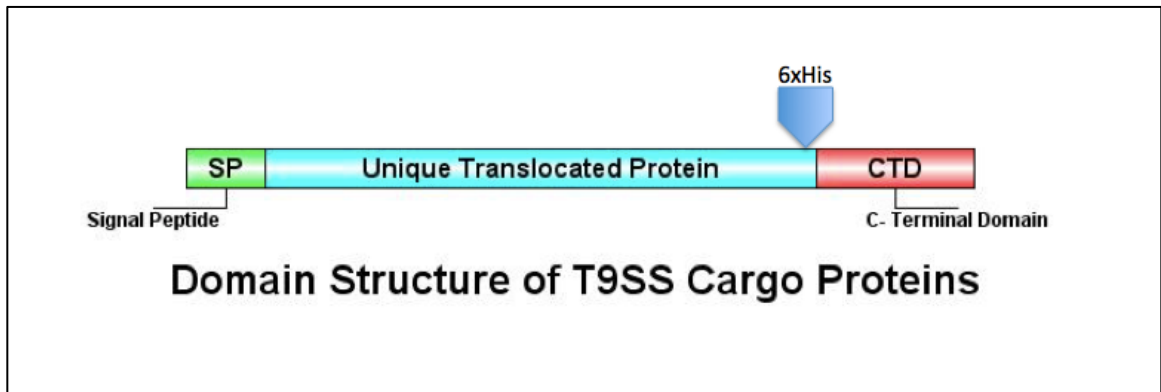 6xHis
SP Unique Translocated Protein CTD
Signal Peptide C- Terminal Domain
Domain Structure of T9SS Cargo Proteins